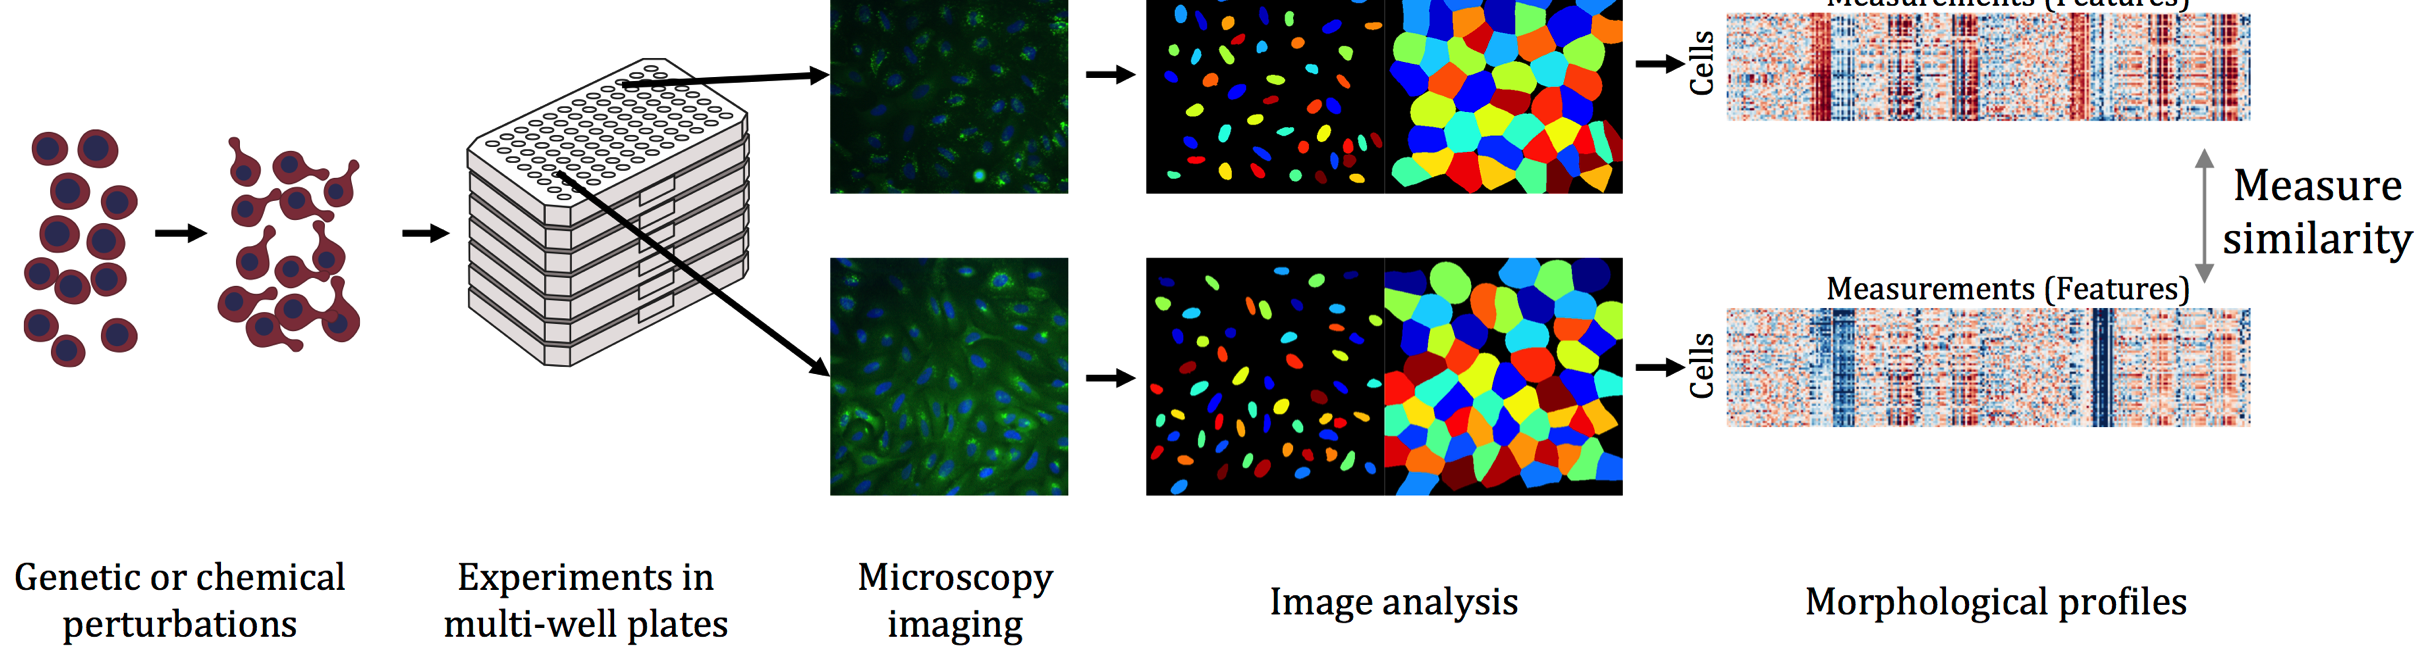 Measurements (Features)
Cells
Measure
similarity
Measurements (Features)
Cells
Genetic or chemical
perturbations
Experiments in
multi-well plates
Microscopy
imaging
Image analysis
Morphological profiles